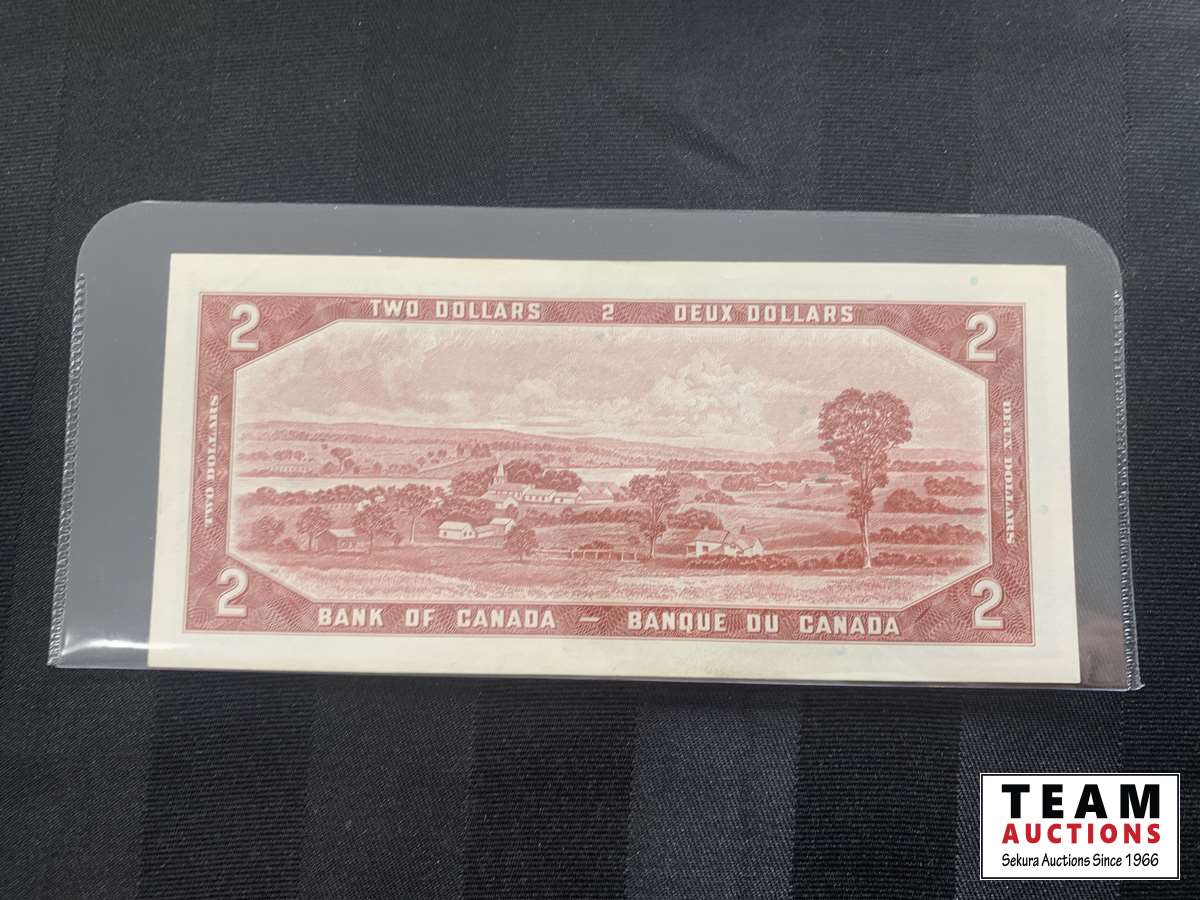 TWO DOLLARS 2 DEUX DOLLARS
2 2
TWO DOLLARS
DEUX DOLLARS
2 2
BANK OF CANADA — BANQUE DU CANADA
TEAM
AUCTIONS
Sekura Auctions Since 1966